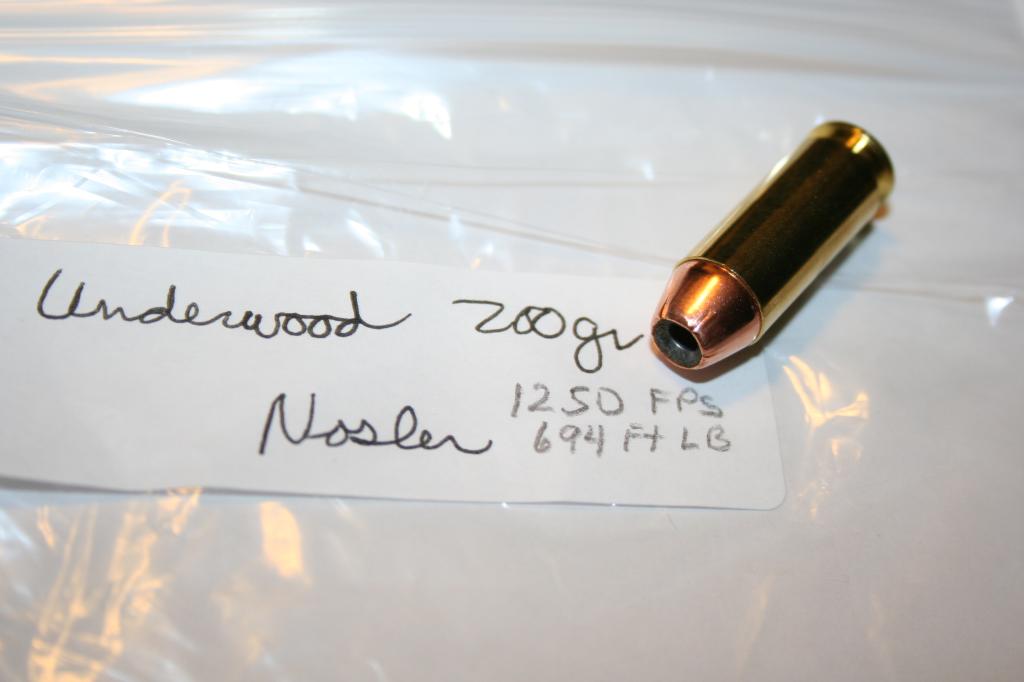 Underwood 200gr
Nosler
1250 FPS
694 Ft LB